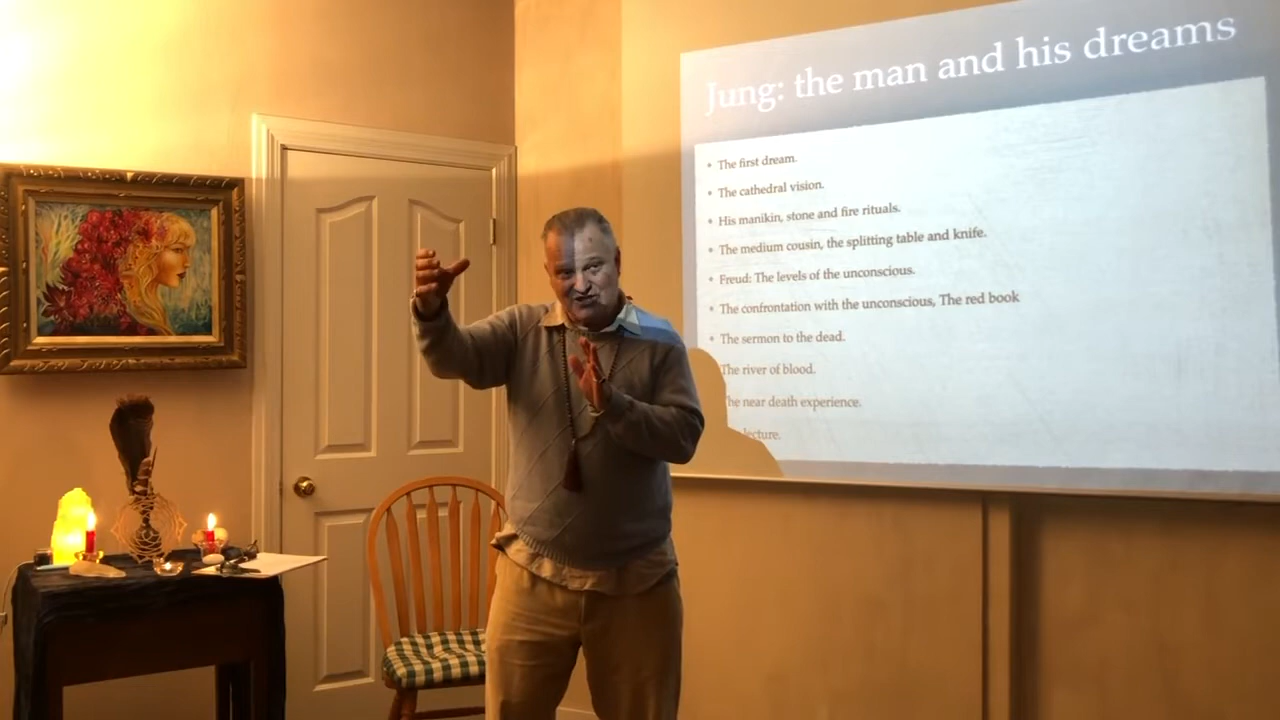 Jung: the man and his dreams
• The first dream.
• The cathedral vision.
• His manikin, stone and fire rituals.
• The medium cousin, the splitting table and knife.
• Freud: The levels of the unconscious.
• The confrontation with the unconscious, The red book
• The sermon to the dead.
The river of blood.
he near death experience.
lecture.